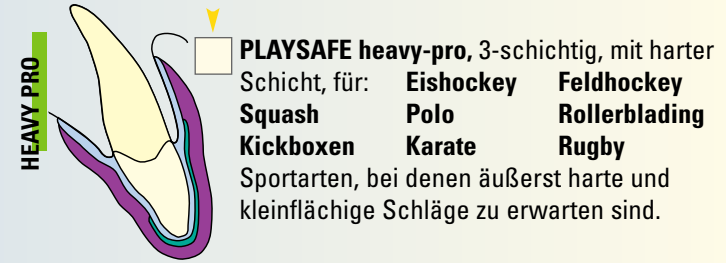 HEAVY PRO
PLAYSAFE heavy-pro, 3-schichtig, mit harter
Schicht, für: Eishockey Feldhockey
Squash Polo Rollerblading
Kickboxen Karate Rugby
Sportarten, bei denen äußerst harte und
kleinflächige Schläge zu erwarten sind.